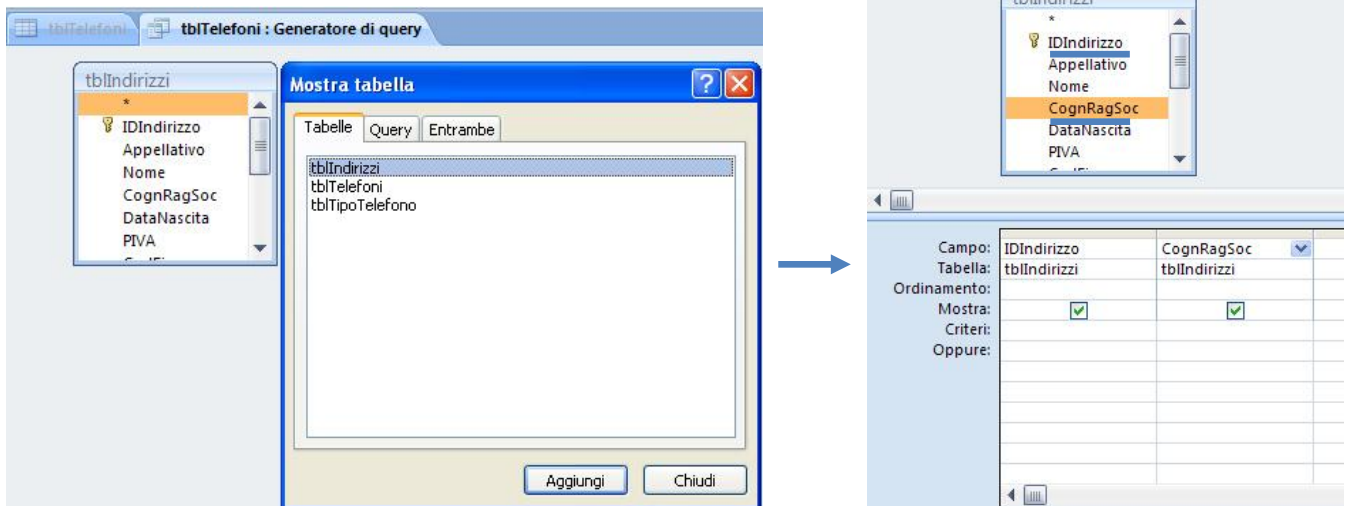 tblTelefoni
tblTelefoni : Generatore di query
tblIndirizzi
*
IDIndirizzo
Appellativo
Nome
CognRagSoc
DataNascita
PIVA
Mostra tabella
?
Tabelle
Query
Entrambe
tblIndirizzi
tblTelefoni
tblTipoTelefono
Aggiungi
Chiudi
tblIndirizzi
*
IDIndirizzo
Appellativo
Nome
CognRagSoc
DataNascita
PIVA
Campo: IDIndirizzo CognRagSoc
Tabella: tblIndirizzi tblIndirizzi
Ordinamento:
Mostra:
Criteri:
Oppure: